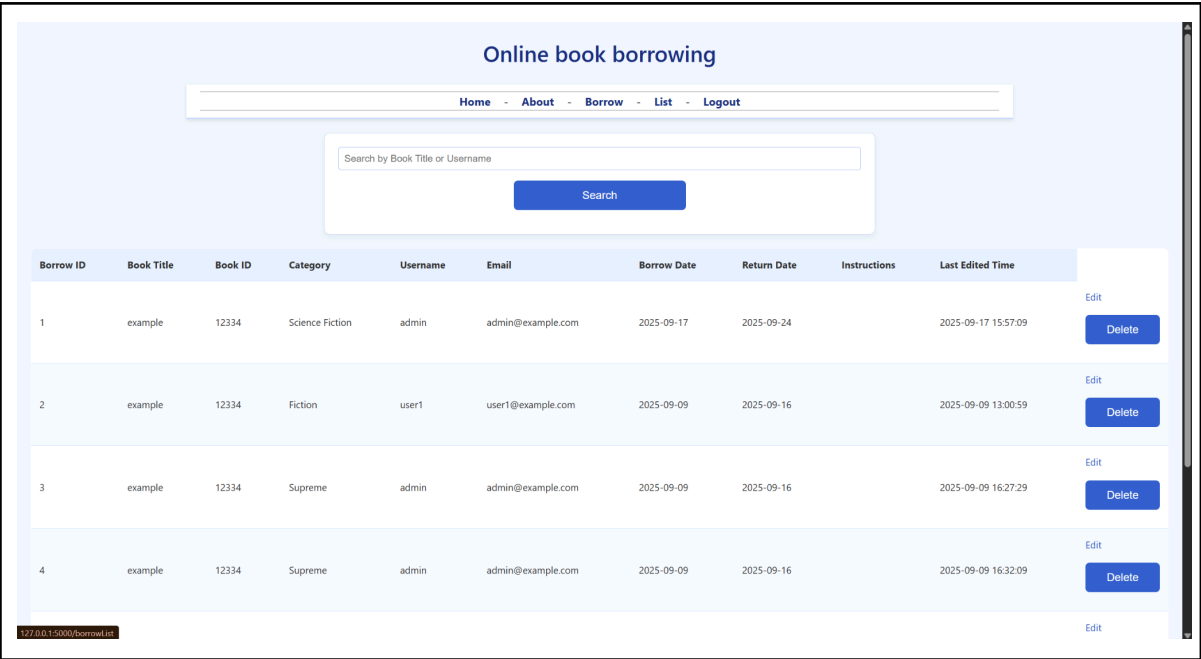 Online book borrowing
Home - About - Borrow - List - Logout
Search by Book Title or Username
Search
Borrow ID Book Title Book ID Category Username Email Borrow Date Return Date Instructions Last Edited Time
Edit
1 example 12334 Science Fiction admin admin@example.com 2025-09-17 2025-09-24 2025-09-17 15:57:09
Delete
Edit
2 example 12334 Fiction user1 user1@example.com 2025-09-09 2025-09-16 2025-09-09 13:00:59
Delete
Edit
3 example 12334 Supreme admin admin@example.com 2025-09-09 2025-09-16 2025-09-09 16:27:29
Delete
Edit
4 example 12334 Supreme admin admin@example.com 2025-09-09 2025-09-16 2025-09-09 16:32:09
Delete
Edit
127.0.0.1:5000/borrowList